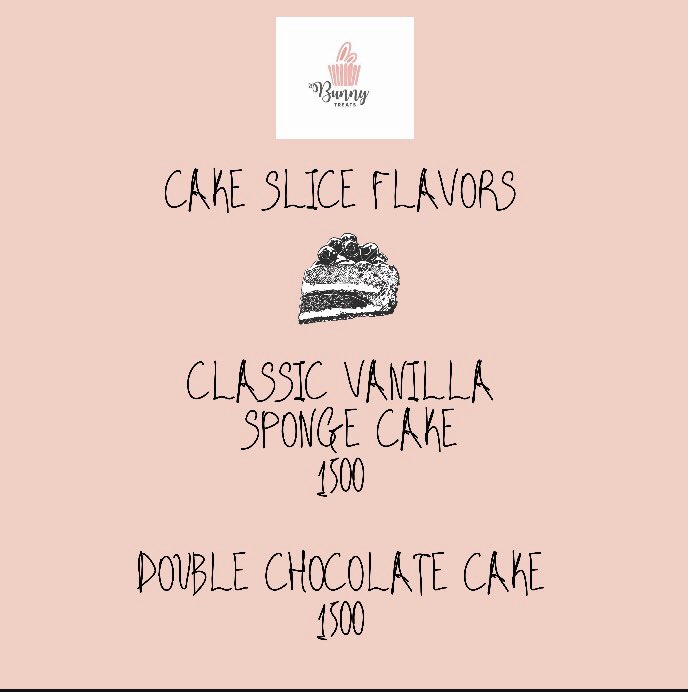 Bunny
TREATS
CAKE SLICE FLAVORS
CLASSIC VANILLA
SPONGE CAKE
1500
DOUBLE CHOCOLATE CAKE
1500